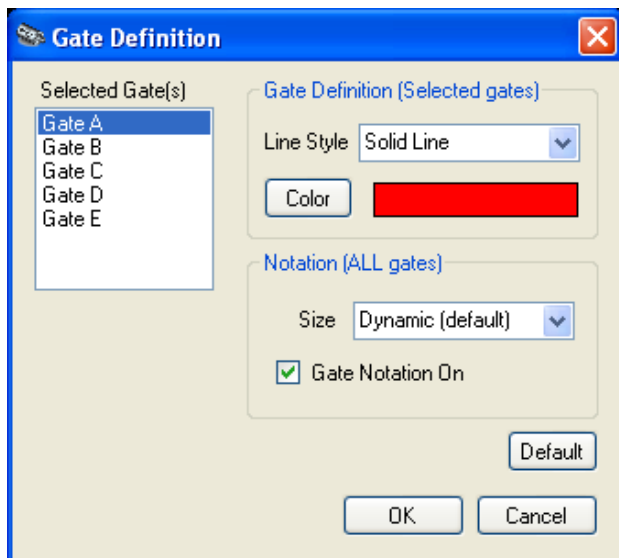 Gate Definition
Selected Gate(s)
Gate A
Gate B
Gate C
Gate D
Gate E
Gate Definition (Selected gates)
Line Style Solid Line
Color
Notation (ALL gates)
Size Dynamic (default)
Gate Notation On
Default
OK Cancel